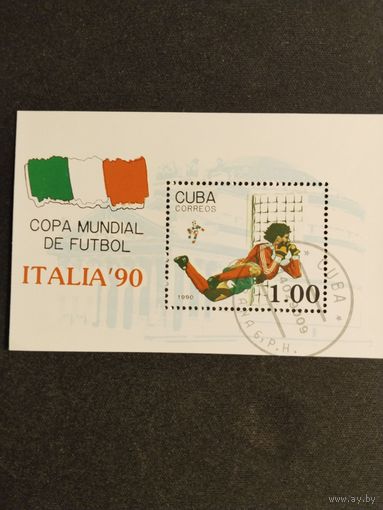 COPA MUNDIAL
DE FUTBOL
ITALIA'90
CUBA
CORREOS
1990
1.00
* CUBA *
www.ay.by